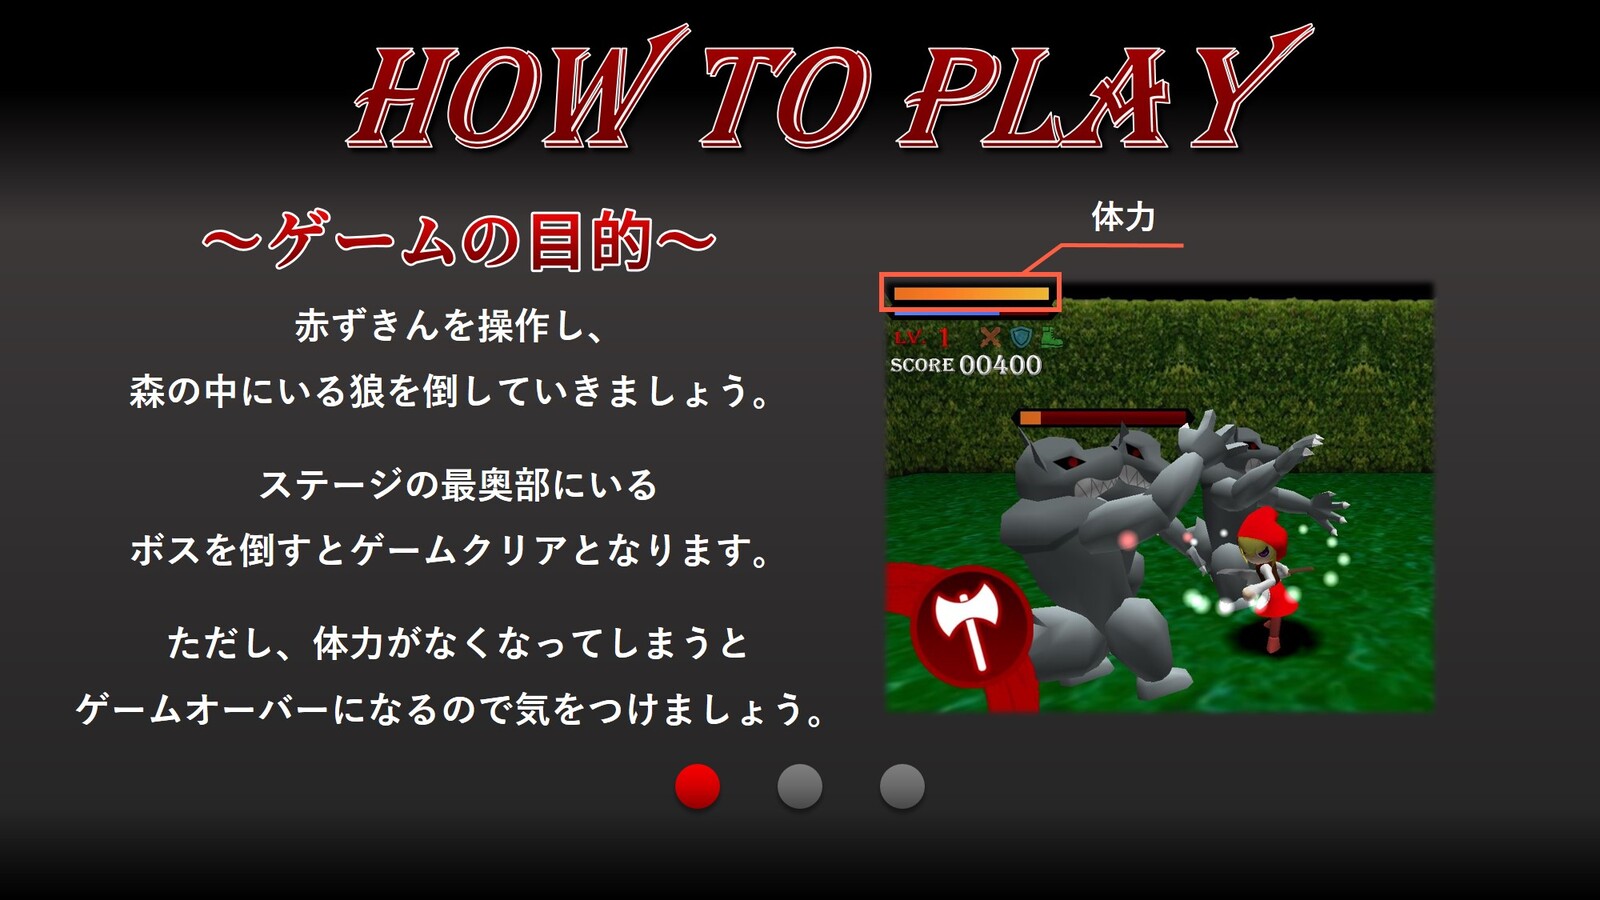 HOW TO PLAY
～ゲームの目的～
赤ずきんを操作し、
森の中にいる狼を倒していきましょう。
ステージの最奥部にいる
ボスを倒すとゲームクリアとなります。
ただし、体力がなくなってしまうと
ゲームオーバーになるので気をつけましょう。
体力
LV. 1
SCORE 00400